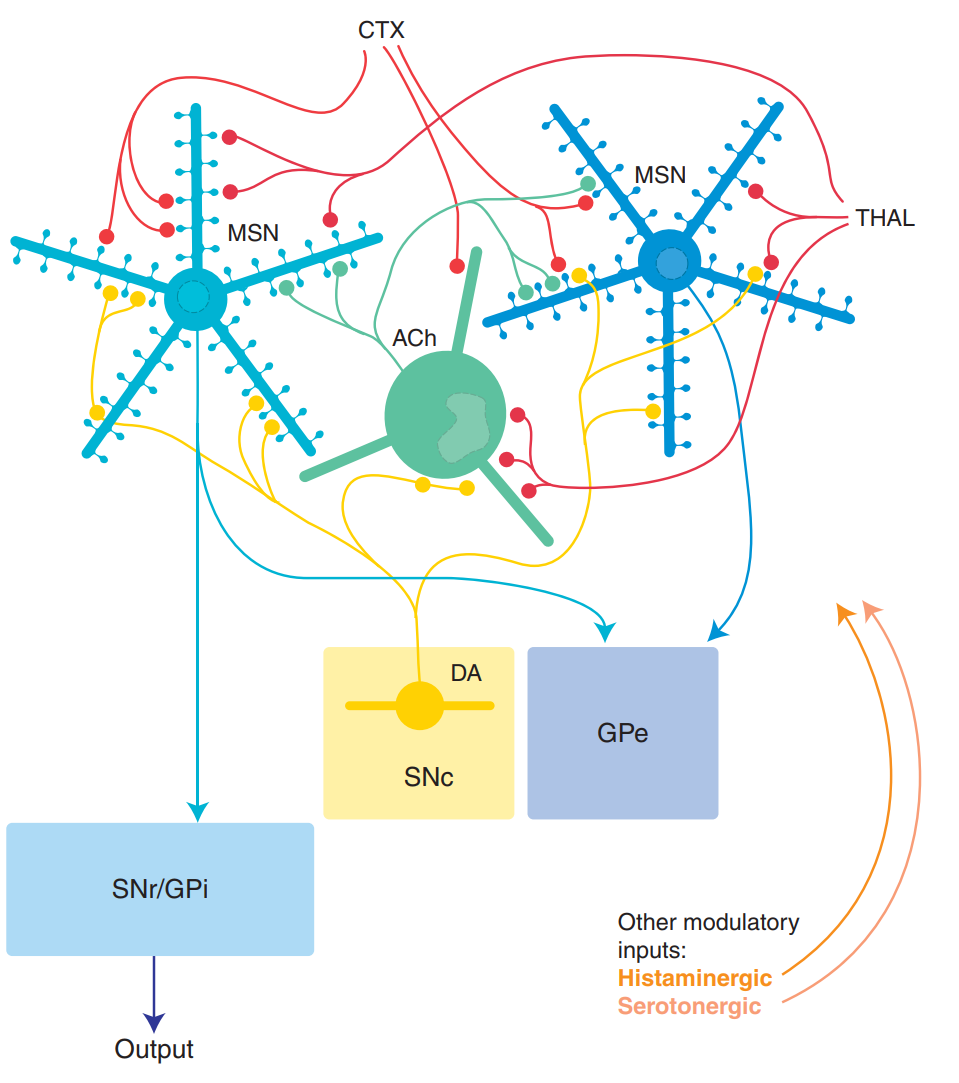 CTX
MSN
MSN
THAL
ACh
DA
SNc
GPe
SNr/GPi
Other modulatory
inputs:
Histaminergic
Serotonergic
Output